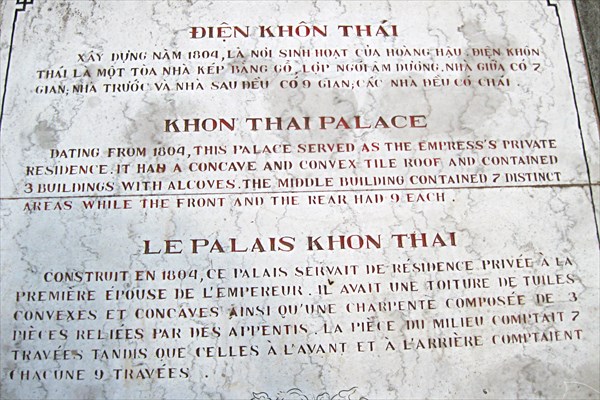 ĐIỆN KHÔN THÁI
XÂY DỰNG NĂM 1804, LÀ NƠI SINH HOẠT CỦA HOÀNG HẬU. ĐIỆN KHÔN
THÁI LÀ MỘT TÒA NHÀ KÉP BẰNG GỖ, LỢP NGÓI ÂM DƯƠNG. NHÀ GIỮA CÓ 7
GIAN; NHÀ TRƯỚC VÀ NHÀ SAU ĐỀU CÓ 9 GIAN; CÁC NHÀ ĐỀU CÓ CHÁI
KHON THAI PALACE
DATING FROM 1804, THIS PALACE SERVED AS THE EMPRESS'S PRIVATE
RESIDENCE. IT HAD A CONCAVE AND CONVEX TILE ROOF AND CONTAINED
3 BUILDINGS WITH ALCOVES. THE MIDDLE BUILDING CONTAINED 7 DISTINCT
AREAS WHILE THE FRONT AND THE REAR HAD 9 EACH .
LE PALAIS KHON THAI
CONSTRUIT EN 1804, CE PALAIS SERVAIT DE RÉSIDENCE PRIVÉE À LA
PREMIÈRE ÉPOUSE DE L'EMPEREUR. IL AVAIT UNE TOITURE DE TUILES
CONVEXES ET CONCAVES AINSI QU'UNE CHARPENTE COMPOSÉE DE 3
PIÈCES RELIÉES PAR DES APPENTIS. LA PIÈCE DU MILIEU COMPTAIT 7
TRAVÉES TANDIS QUE CELLES À L'AVANT ET À L'ARRIÈRE COMPTAIENT
CHACUNE 9 TRAVÉES .